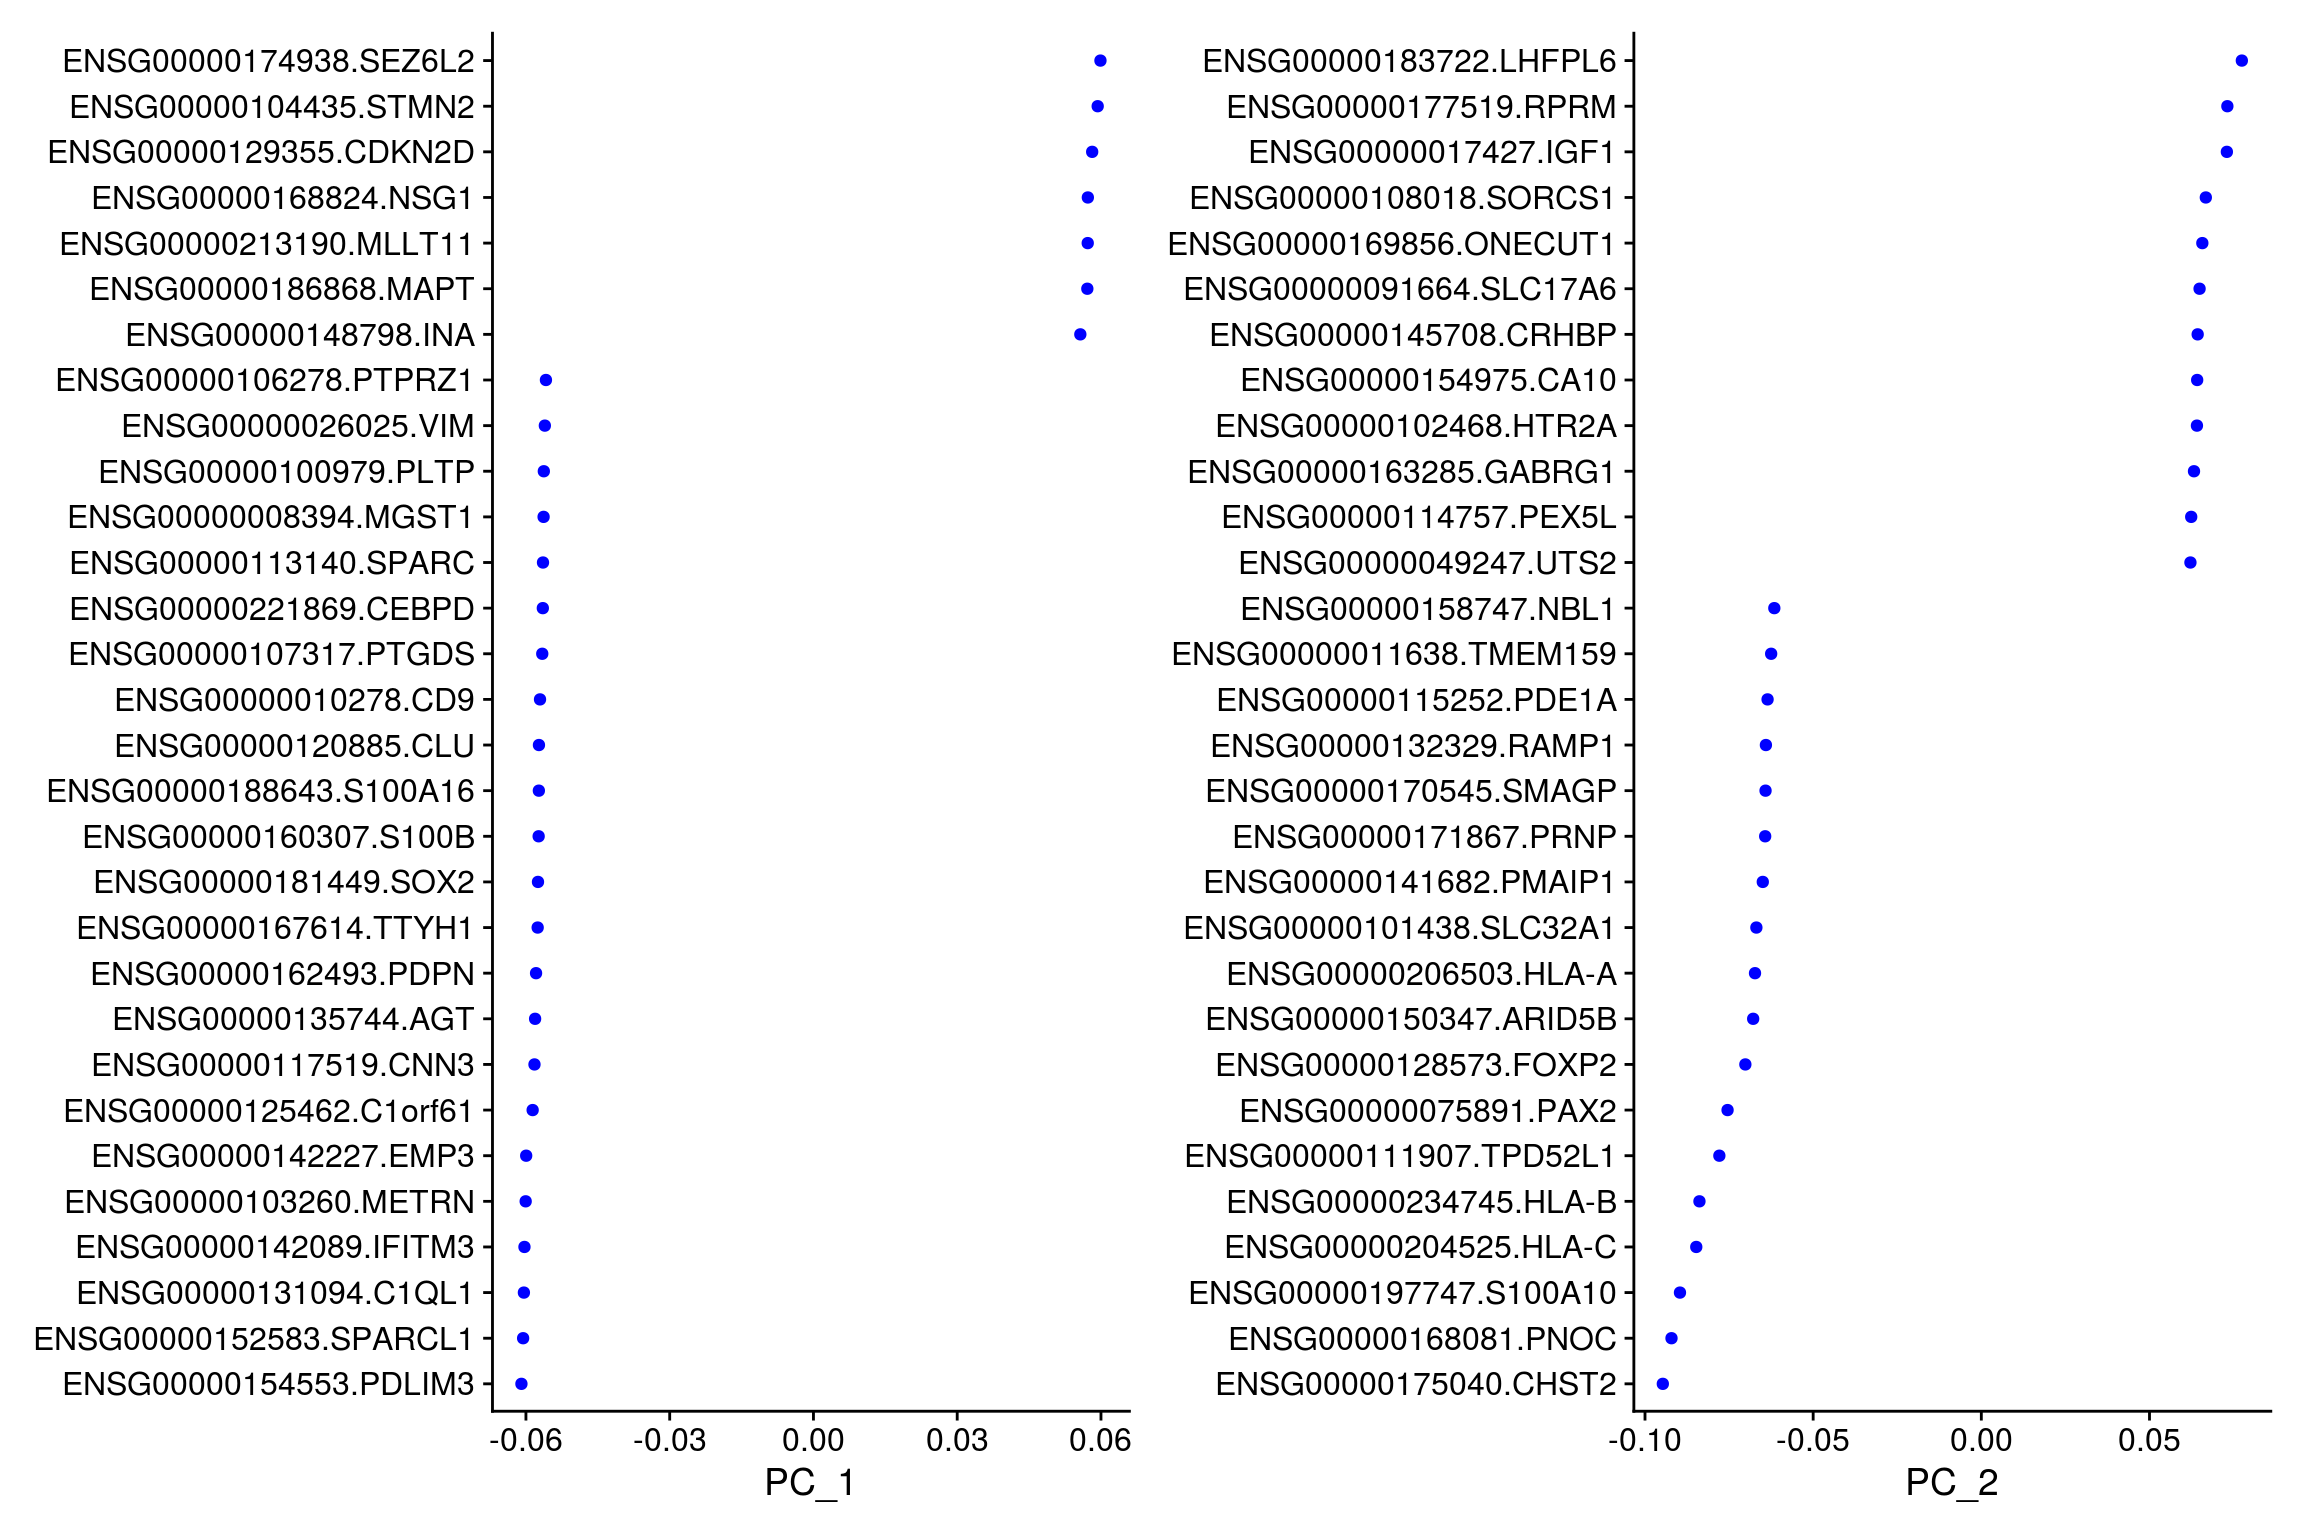 ENSG00000174938.SEZ6L2
ENSG00000104435.STMN2
ENSG00000129355.CDKN2D
ENSG00000168824.NSG1
ENSG00000213190.MLLT11
ENSG00000186868.MAPT
ENSG00000148798.INA
ENSG00000106278.PTPRZ1
ENSG00000026025.VIM
ENSG00000100979.PLTP
ENSG00000008394.MGST1
ENSG00000113140.SPARC
ENSG00000221869.CEBPD
ENSG00000107317.PTGDS
ENSG00000010278.CD9
ENSG00000120885.CLU
ENSG00000188643.S100A16
ENSG00000160307.S100B
ENSG00000181449.SOX2
ENSG00000167614.TTYH1
ENSG00000162493.PDPN
ENSG00000135744.AGT
ENSG00000117519.CNN3
ENSG00000125462.C1orf61
ENSG00000142227.EMP3
ENSG00000103260.METRN
ENSG00000142089.IFITM3
ENSG00000131094.C1QL1
ENSG00000152583.SPARCL1
ENSG00000154553.PDLIM3
-0.06 -0.03 0.00 0.03 0.06
PC_1
ENSG00000183722.LHFPL6
ENSG00000177519.RPRM
ENSG00000017427.IGF1
ENSG00000108018.SORCS1
ENSG00000169856.ONECUT1
ENSG00000091664.SLC17A6
ENSG00000145708.CRHBP
ENSG00000154975.CA10
ENSG00000102468.HTR2A
ENSG00000163285.GABRG1
ENSG00000114757.PEX5L
ENSG00000049247.UTS2
ENSG00000158747.NBL1
ENSG00000011638.TMEM159
ENSG00000115252.PDE1A
ENSG00000132329.RAMP1
ENSG00000170545.SMAGP
ENSG00000171867.PRNP
ENSG00000141682.PMAIP1
ENSG00000101438.SLC32A1
ENSG00000206503.HLA-A
ENSG00000150347.ARID5B
ENSG00000128573.FOXP2
ENSG00000075891.PAX2
ENSG00000111907.TPD52L1
ENSG00000234745.HLA-B
ENSG00000204525.HLA-C
ENSG00000197747.S100A10
ENSG00000168081.PNOC
ENSG00000175040.CHST2
-0.10 -0.05 0.00 0.05
PC_2